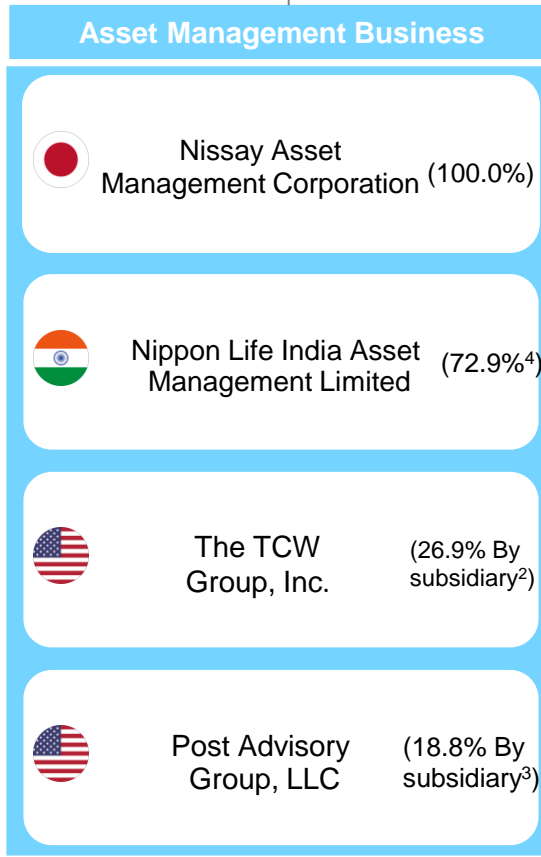 Asset Management Business
Nissay Asset
Management Corporation (100.0%)
Nippon Life India Asset
Management Limited
(72.9%⁴)
The TCW
Group, Inc.
(26.9% By
subsidiary²)
Post Advisory
Group, LLC
(18.8% By
subsidiary³)